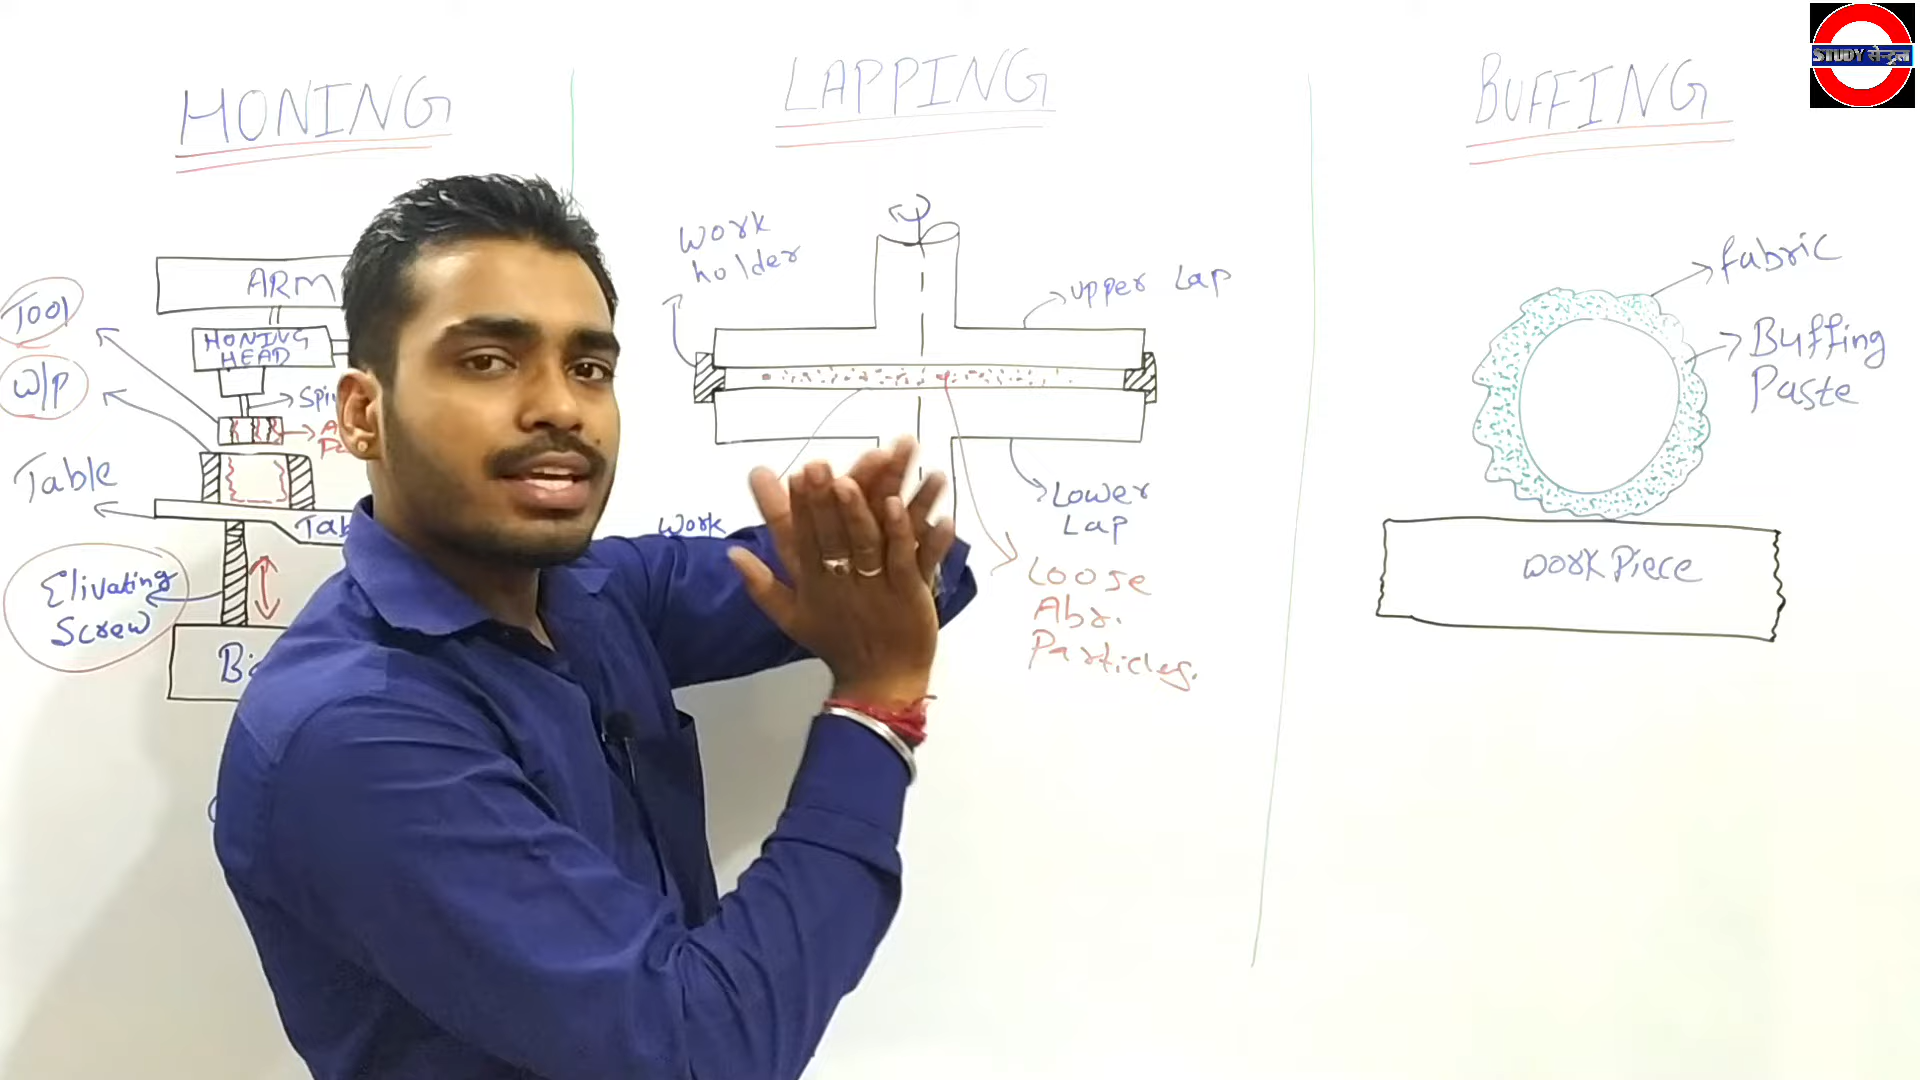 HONING
LAPPING
BUFFING
STUDY सेन्ट्रल
Tool
W/P
Table
Elivating
Screw
ARM
HONING
HEAD
Work
holder
upper Lap
Lower
Lap
Work
Loose
Abr.
Particles.
Fabric
Buffing
Paste
Work Piece